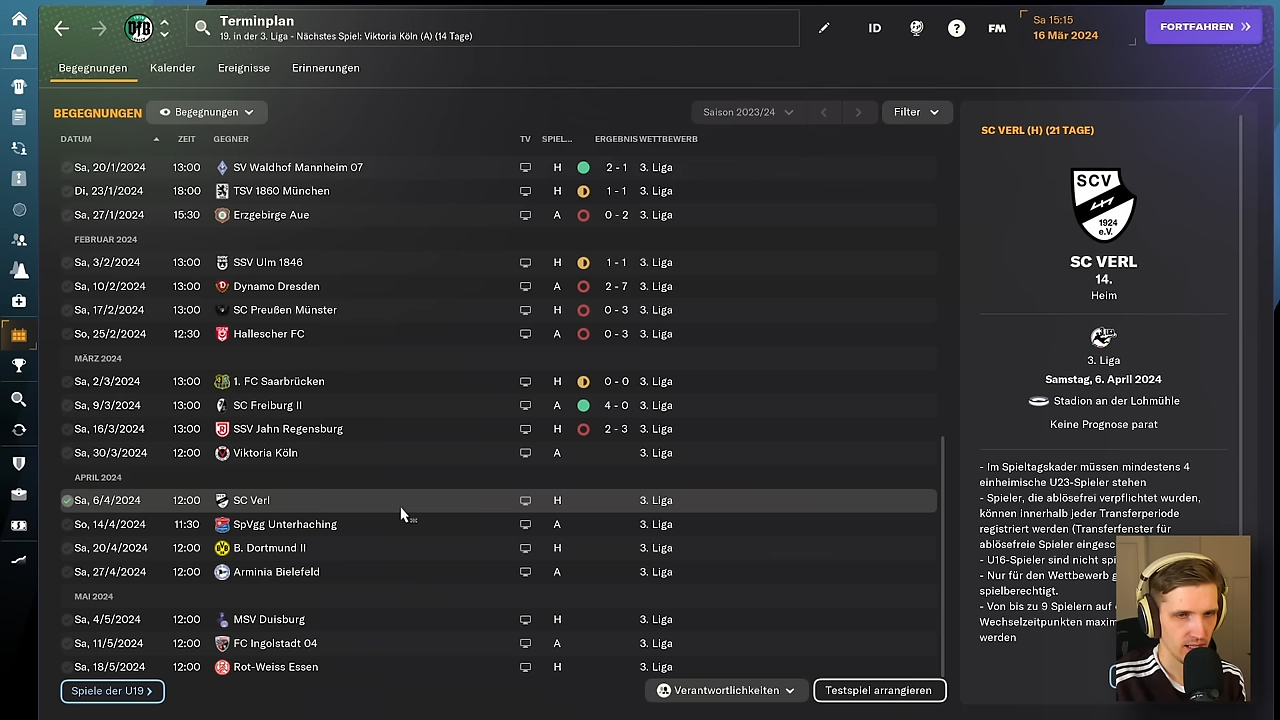 Terminplan
19. in der 3. Liga - Nächstes Spiel: Viktoria Köln (A) (14 Tage)
ID
FM
Sa 15:15
16 Mär 2024
FORTFAHREN
Begegnungen Kalender Ereignisse Erinnerungen
BEGEGNUNGEN Begegnungen Saison 2023/24 Filter
DATUM ZEIT GEGNER TV SPIEL... ERGEBNIS WETTBEWERB
Sa, 20/1/2024 13:00 SV Waldhof Mannheim 07 H 2 - 1 3. Liga
Di, 23/1/2024 18:00 TSV 1860 München H 1 - 1 3. Liga
Sa, 27/1/2024 15:30 Erzgebirge Aue A 0 - 2 3. Liga
FEBRUAR 2024
Sa, 3/2/2024 13:00 SSV Ulm 1846 H 1 - 1 3. Liga
Sa, 10/2/2024 13:00 Dynamo Dresden A 2 - 7 3. Liga
Sa, 17/2/2024 13:00 SC Preußen Münster H 0 - 3 3. Liga
So, 25/2/2024 12:30 Hallescher FC A 0 - 3 3. Liga
MÄRZ 2024
Sa, 2/3/2024 13:00 1. FC Saarbrücken H 0 - 0 3. Liga
Sa, 9/3/2024 13:00 SC Freiburg II A 4 - 0 3. Liga
Sa, 16/3/2024 13:00 SSV Jahn Regensburg H 2 - 3 3. Liga
Sa, 30/3/2024 12:00 Viktoria Köln A 3. Liga
APRIL 2024
Sa, 6/4/2024 12:00 SC Verl H 3. Liga
So, 14/4/2024 11:30 SpVgg Unterhaching A 3. Liga
Sa, 20/4/2024 12:00 B. Dortmund II H 3. Liga
Sa, 27/4/2024 12:00 Arminia Bielefeld A 3. Liga
MAI 2024
Sa, 4/5/2024 12:00 MSV Duisburg H 3. Liga
Sa, 11/5/2024 12:00 FC Ingolstadt 04 A 3. Liga
Sa, 18/5/2024 12:00 Rot-Weiss Essen H 3. Liga
Spiele der U19 Verantwortlichkeiten Testspiel arrangieren
SC VERL (H) (21 TAGE)
SCV
1924
e.V.
SC VERL
14.
Heim
3. Liga
Samstag, 6. April 2024
Stadion an der Lohmühle
Keine Prognose parat
- Im Spieltagskader müssen mindestens 4
einheimische U23-Spieler stehen
- Spieler, die ablösefrei verpflichtet wurden,
können innerhalb jeder Transferperiode
registriert werden (Transferfenster für
ablösefreie Spieler
- U16-Spieler sind nicht
- Nur für den Wettbewerb
spielberechtigt.
- Von bis zu 9 Spielern auf
Wechselzeitpunkten
werden